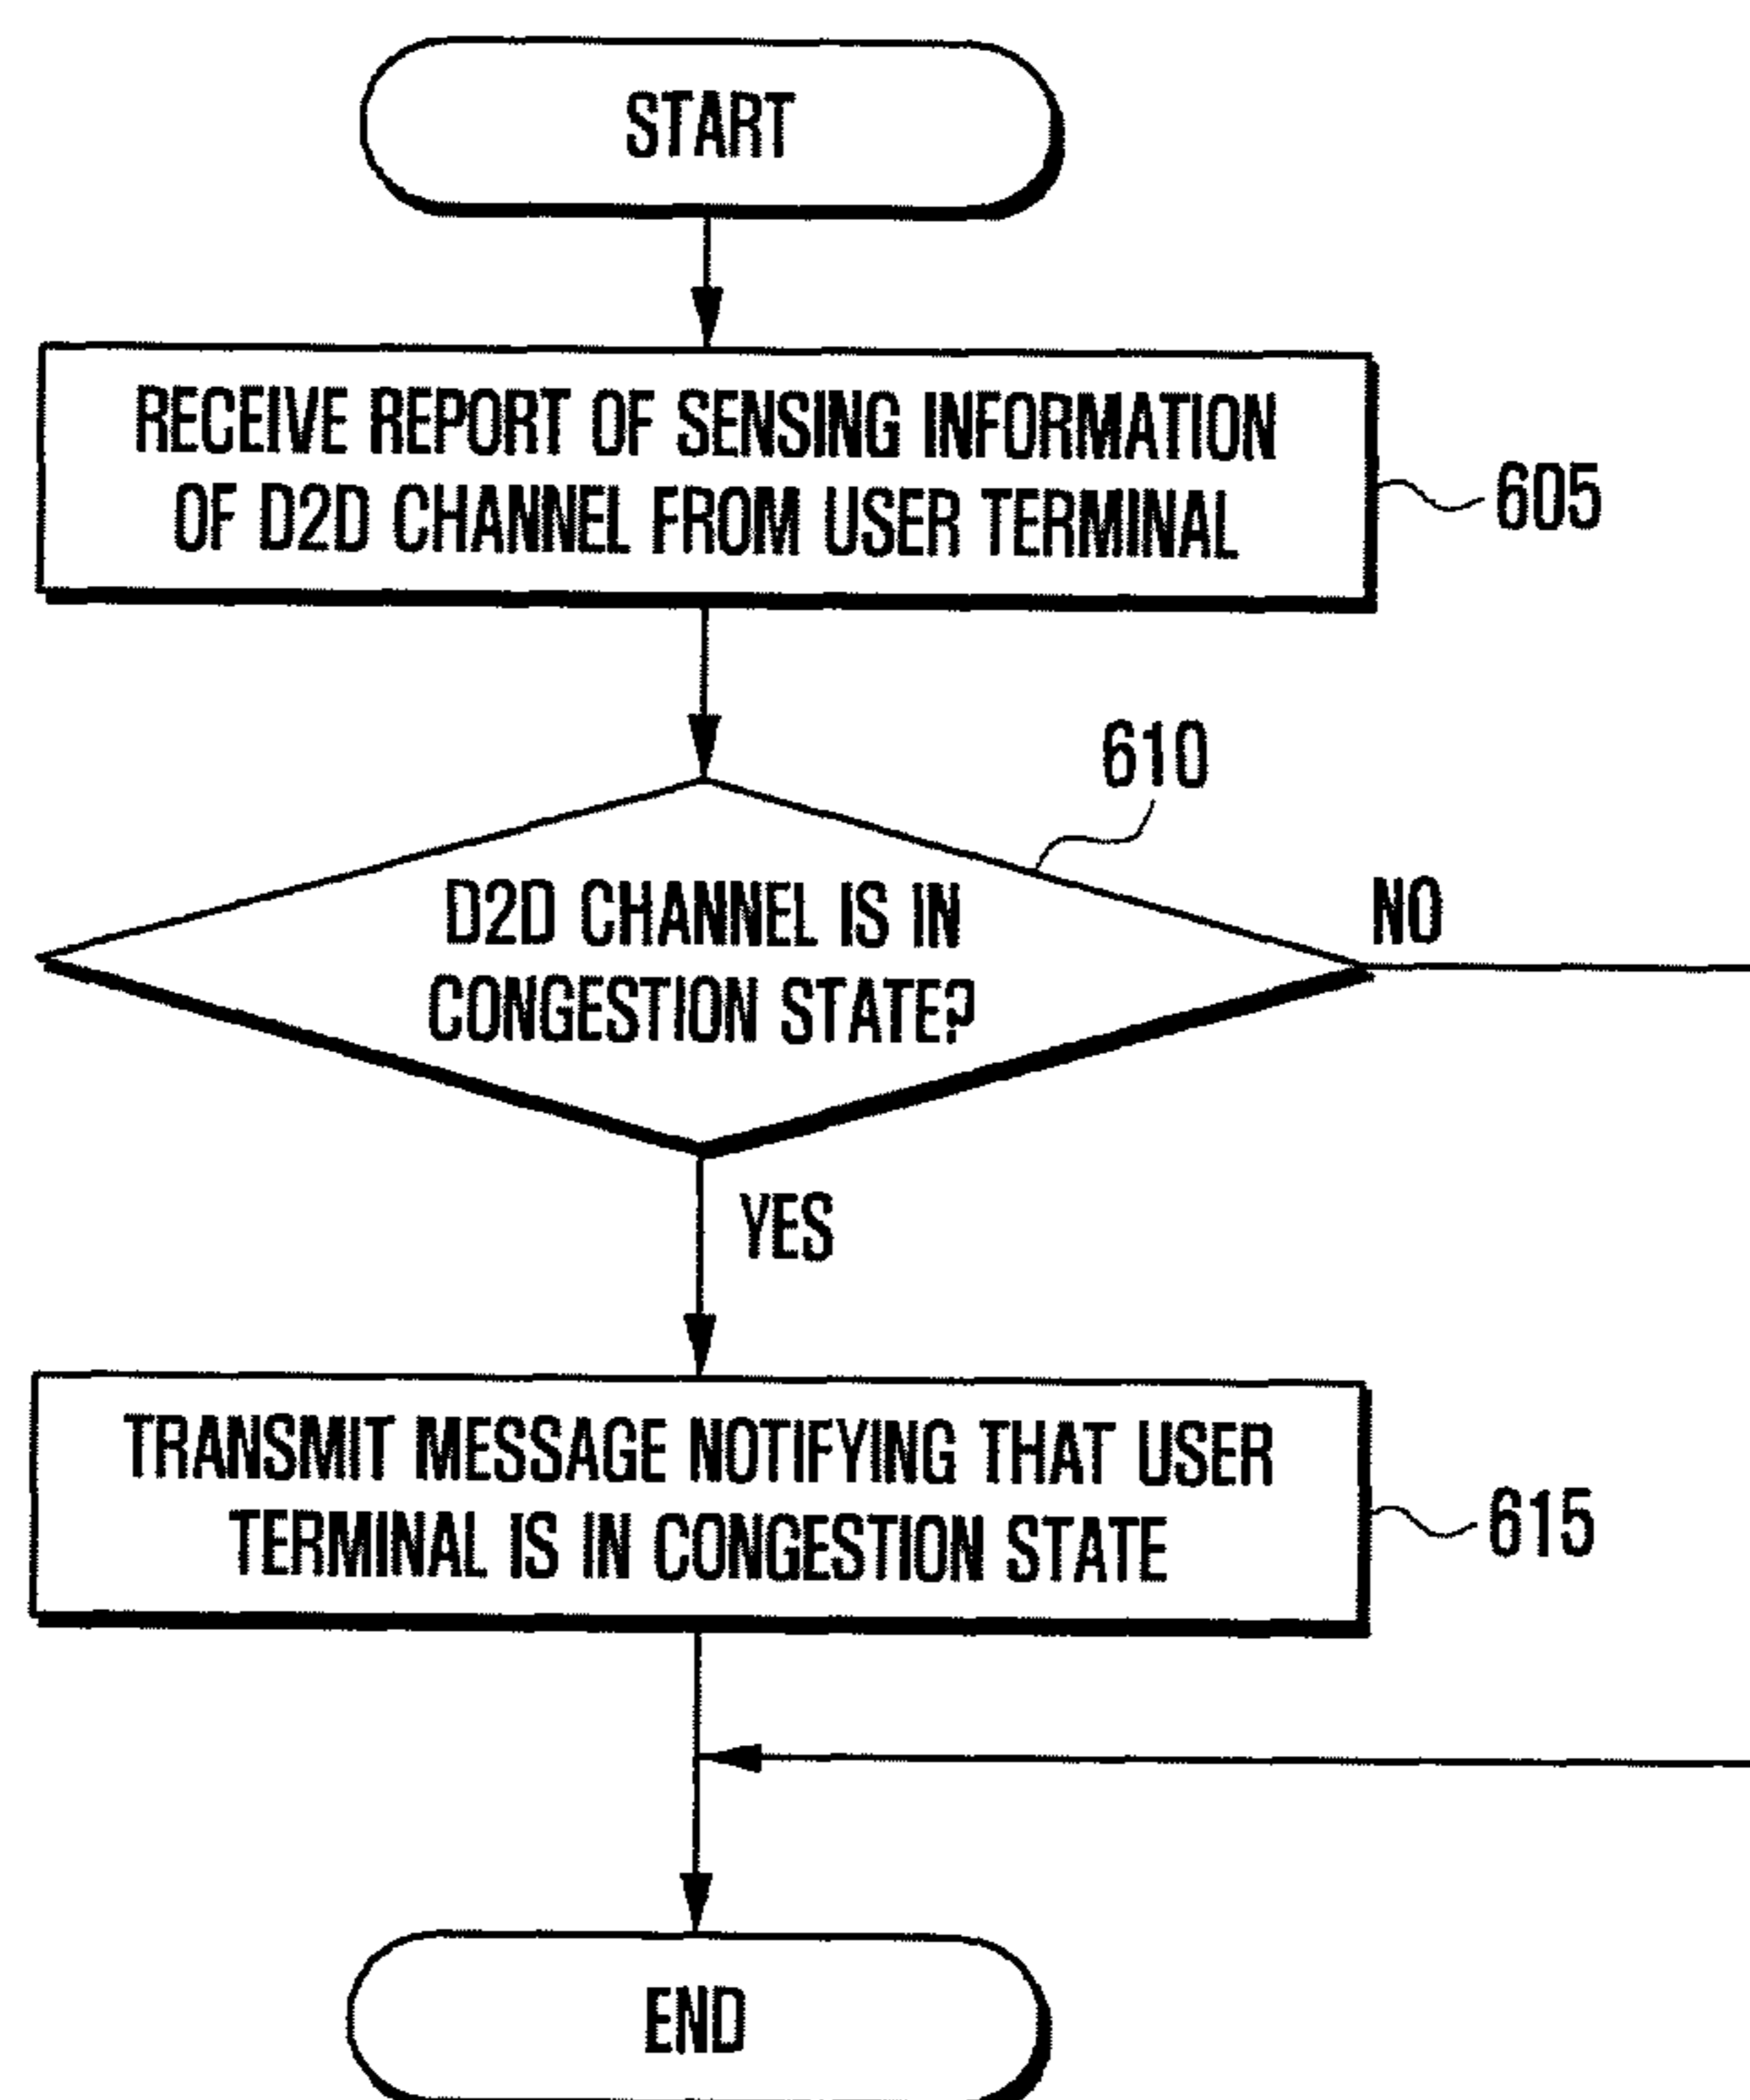 START
RECEIVE REPORT OF SENSING INFORMATION
OF D2D CHANNEL FROM USER TERMINAL
605
610
D2D CHANNEL IS IN
CONGESTION STATE?
NO
YES
TRANSMIT MESSAGE NOTIFYING THAT USER
TERMINAL IS IN CONGESTION STATE
615
END